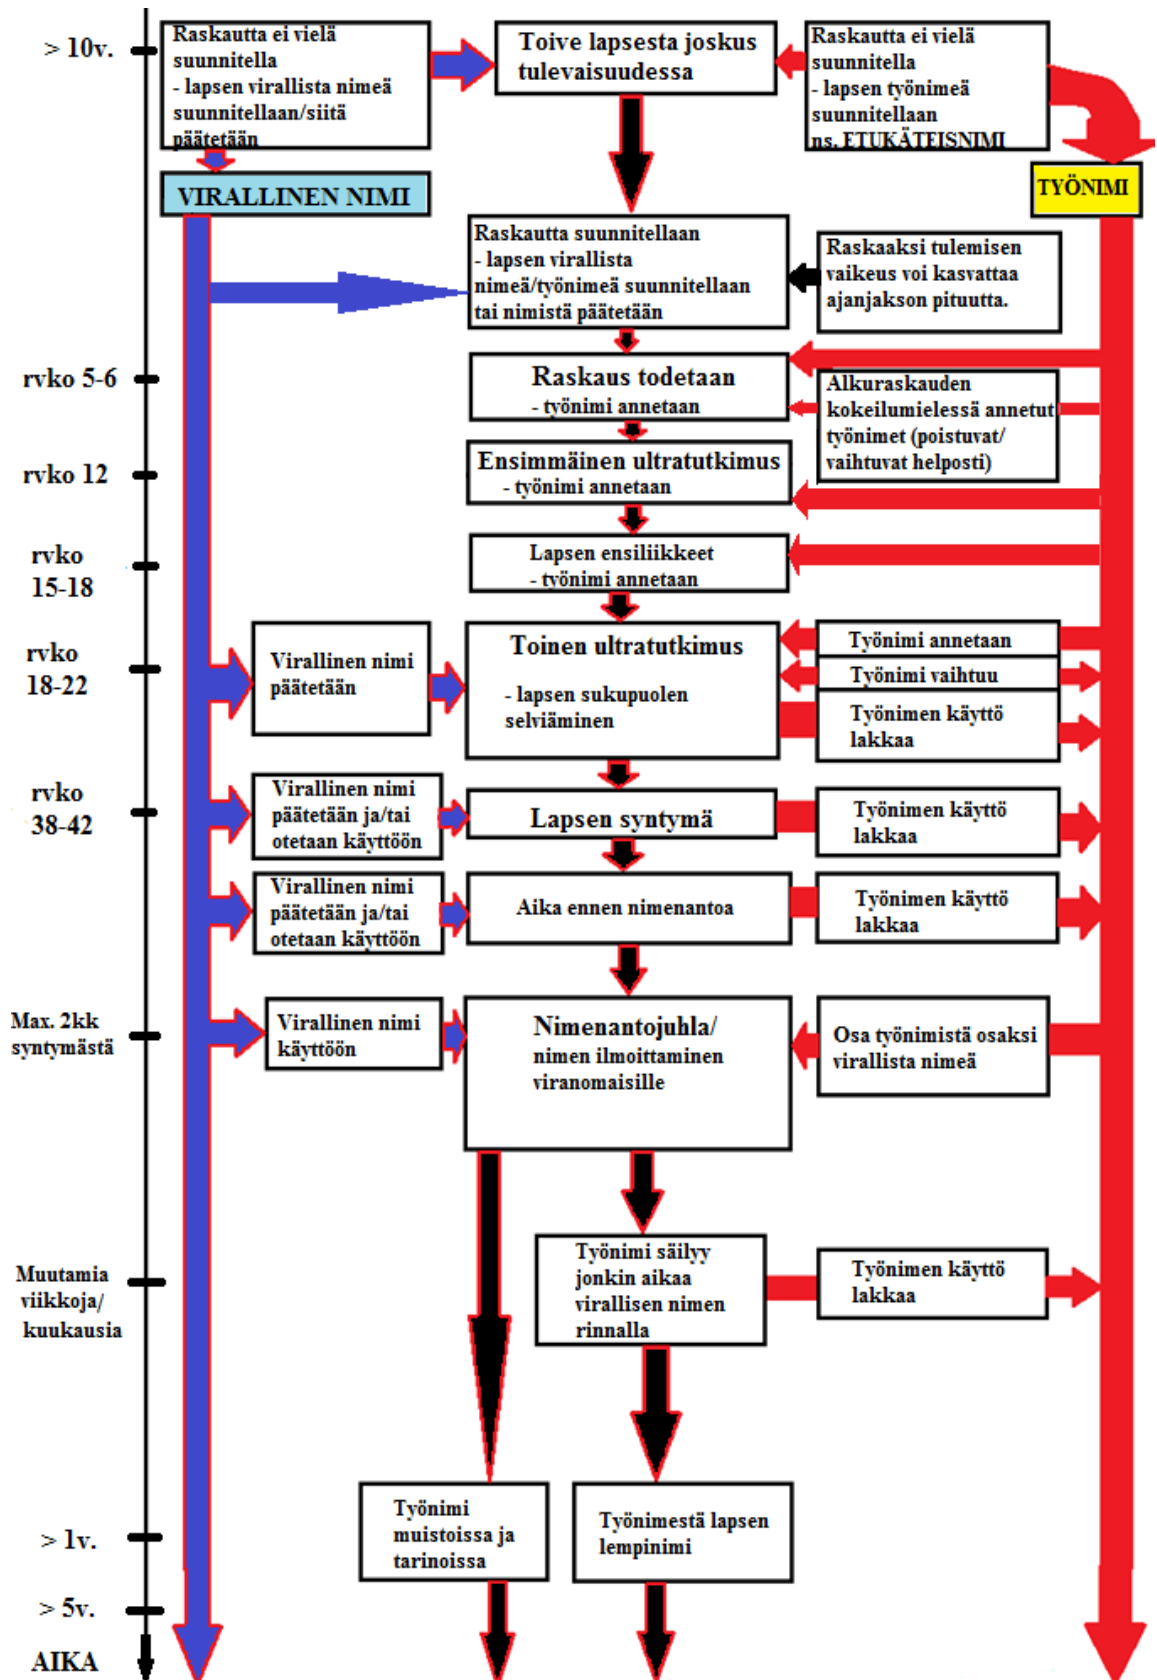 > 10v.
Raskautta ei vielä
suunnitella
- lapsen virallista nimeä
suunnitellaan/siitä
päätetään
Toive lapsesta joskus
tulevaisuudessa
Raskautta ei vielä
suunnitella
- lapsen työnimeä
suunnitellaan
ns. ETUKÄTEISNIMI
VIRALLINEN NIMI
TYÖNIMI
Raskautta suunnitellaan
- lapsen virallista
nimeä/työnimeä suunnitellaan
tai nimistä päätetään
Raskaaksi tulemisen
vaikeus voi kasvattaa
ajanjakson pituutta.
rvko 5-6
Raskaus todetaan
- työnimi annetaan
Alkuraskauden
kokeilumielessä annetut
työnimet (poistuvat/
vaihtuvat helposti)
rvko 12
Ensimmäinen ultratutkimus
- työnimi annetaan
rvko
15-18
Lapsen ensiliikkeet
- työnimi annetaan
rvko
18-22
Virallinen nimi
päätetään
Toinen ultratutkimus
- lapsen sukupuolen
selviäminen
Työnimi annetaan
Työnimi vaihtuu
Työnimen käyttö
lakkaa
rvko
38-42
Virallinen nimi
päätetään ja/tai
otetaan käyttöön
Lapsen syntymä
Työnimen käyttö
lakkaa
Virallinen nimi
päätetään ja/tai
otetaan käyttöön
Aika ennen nimenantoa
Työnimen käyttö
lakkaa
Max. 2kk
syntymästä
Virallinen nimi
käyttöön
Nimenantojuhla/
nimen ilmoittaminen
viranomaisille
Osa työnimistä osaksi
virallista nimeä
Muutamia
viikkoja/
kuukausia
Työnimi säilyy
jonkin aikaa
virallisen nimen
rinnalla
Työnimen käyttö
lakkaa
> 1v.
Työnimi
muistoissa ja
tarinoissa
Työnimestä lapsen
lempinimi
> 5v.
AIKA